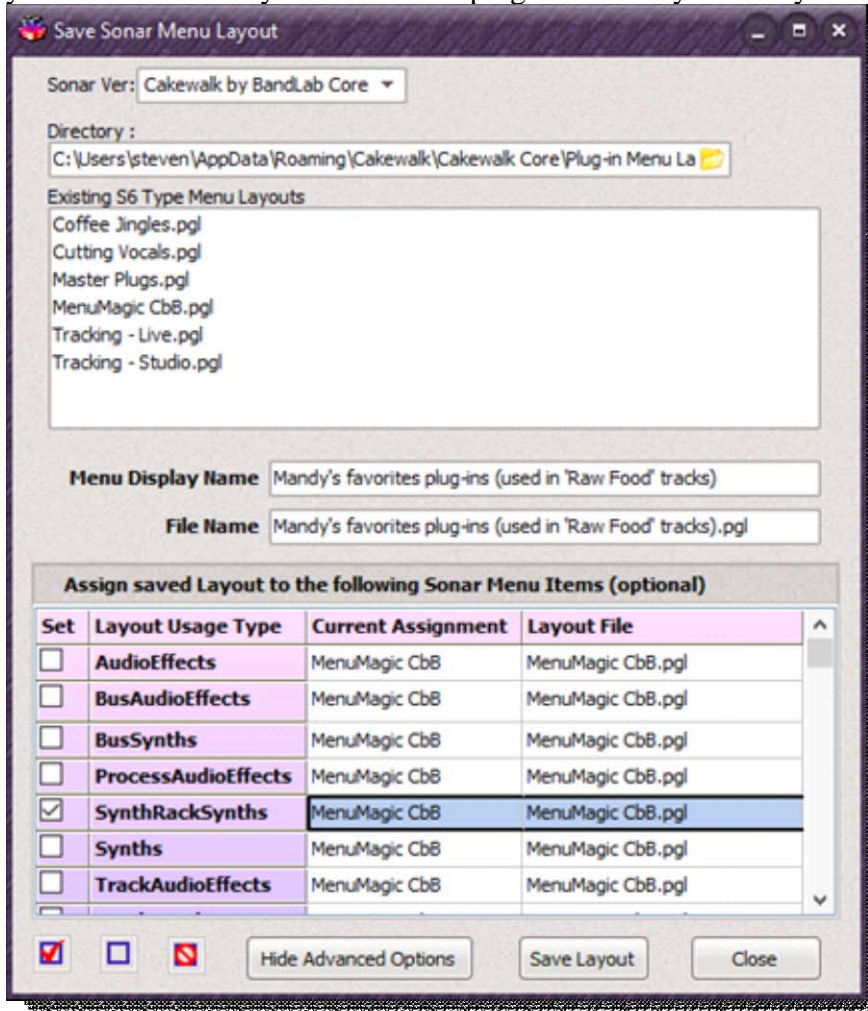 Save Sonar Menu Layout
Sonar Ver: Cakewalk by BandLab Core
Directory :
C:\Users\steven\AppData\Roaming\Cakewalk\Cakewalk Core\Plug-in Menu La
Existing S6 Type Menu Layouts
Coffee Jingles.pgl
Cutting Vocals.pgl
Master Plugs.pgl
MenuMagic CbB.pgl
Tracking - Live.pgl
Tracking - Studio.pgl
Menu Display Name Mandy's favorites plug-ins (used in 'Raw Food' tracks)
File Name Mandy's favorites plug-ins (used in 'Raw Food' tracks).pgl
Assign saved Layout to the following Sonar Menu Items (optional)
Set Layout Usage Type Current Assignment Layout File
AudioEffects MenuMagic CbB MenuMagic CbB.pgl
BusAudioEffects MenuMagic CbB MenuMagic CbB.pgl
BusSynths MenuMagic CbB MenuMagic CbB.pgl
ProcessAudioEffects MenuMagic CbB MenuMagic CbB.pgl
SynthRackSynths MenuMagic CbB MenuMagic CbB.pgl
Synths MenuMagic CbB MenuMagic CbB.pgl
TrackAudioEffects MenuMagic CbB MenuMagic CbB.pgl
Hide Advanced Options Save Layout Close